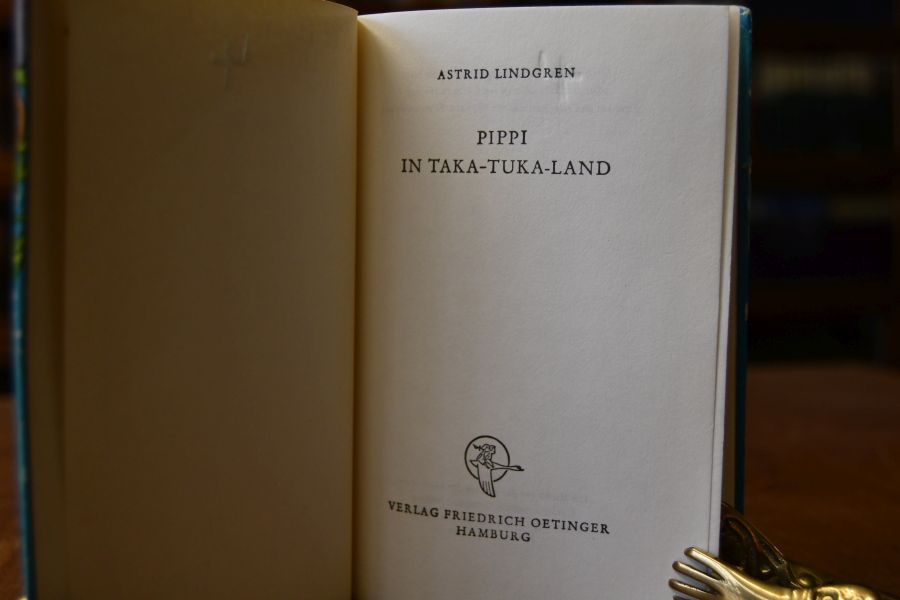 ASTRID LINDGREN
PIPPI
IN TAKA-TUKA-LAND
VERLAG FRIEDRICH OETINGER
HAMBURG